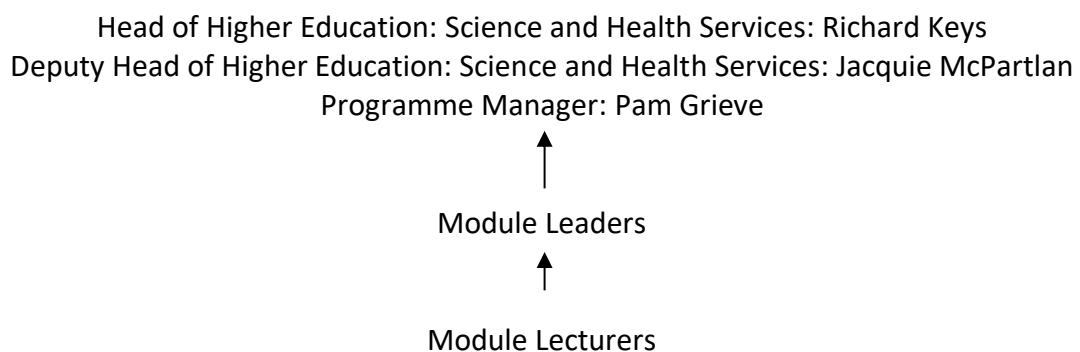 Head of Higher Education: Science and Health Services: Richard Keys
Deputy Head of Higher Education: Science and Health Services: Jacquie McPartlan
Programme Manager: Pam Grieve
Module Leaders
Module Lecturers